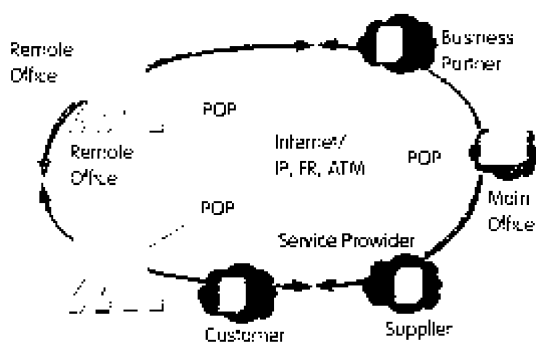 Remote
Office
Business
Partner
POP
Remote
Office
Internet/
IP, FR, ATM
POP
Main
Office
POP
Service Provider
Customer
Supplier